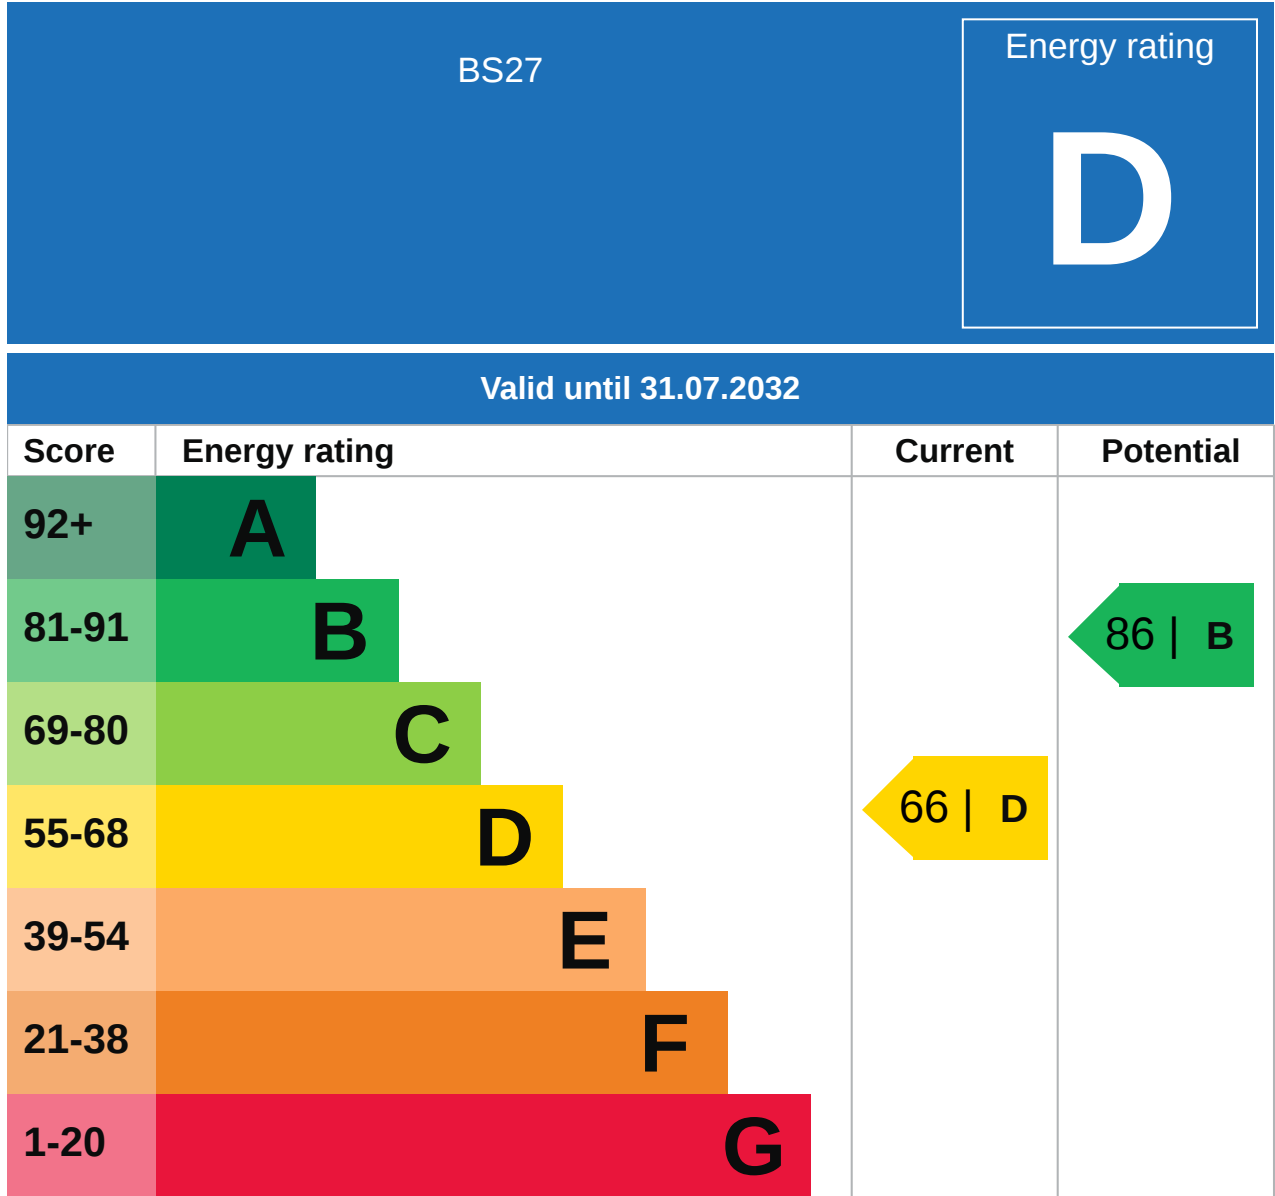 BS27
Energy rating
D
Valid until 31.07.2032
Score Energy rating Current Potential
92+ A
81-91 B 86 | B
69-80 C
55-68 D 66 | D
39-54 E
21-38 F
1-20 G